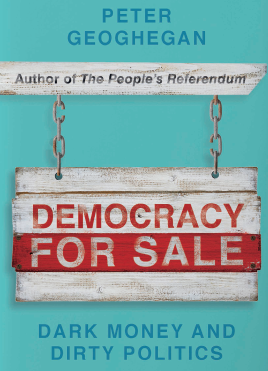 PETER
GEOGHEGAN
Author of The People's Referendum
DEMOCRACY
FOR SALE
DARK MONEY AND
DIRTY POLITICS